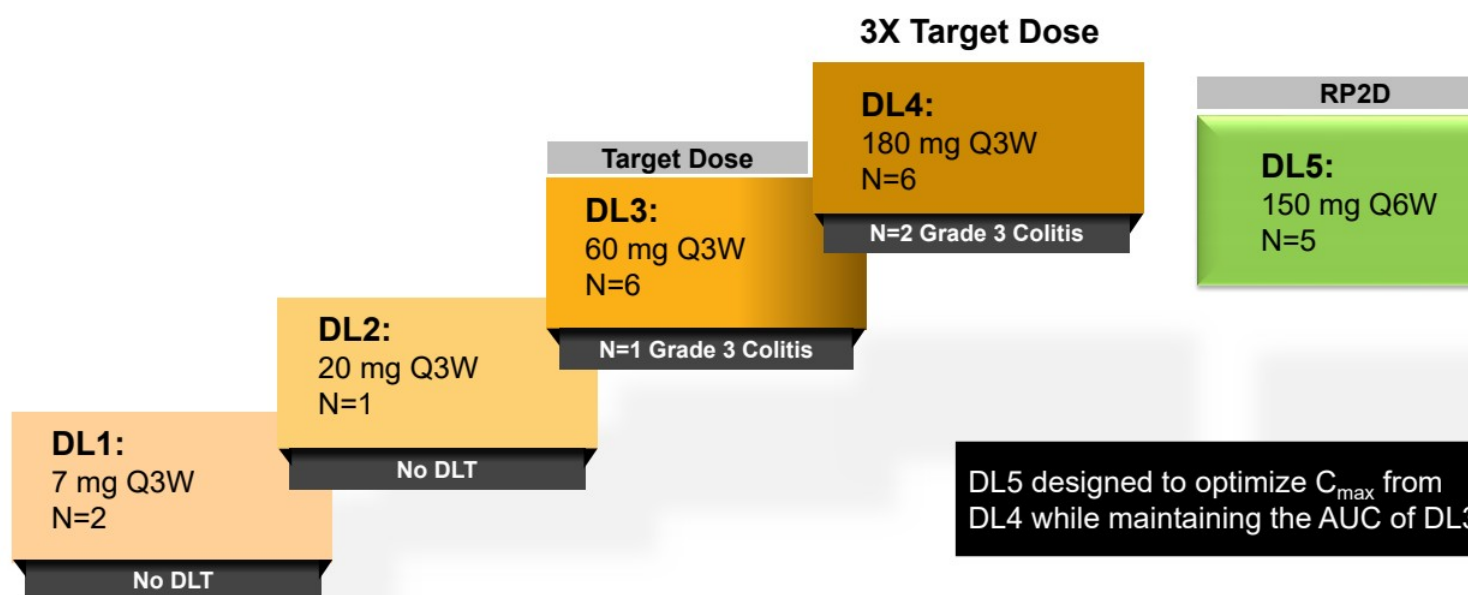 3X Target Dose
DL4:
180 mg Q3W
N=6
N=2 Grade 3 Colitis
RP2D
DL5:
150 mg Q6W
N=5
Target Dose
DL3:
60 mg Q3W
N=6
N=1 Grade 3 Colitis
DL2:
20 mg Q3W
N=1
No DLT
DL1:
7 mg Q3W
N=2
No DLT
DL5 designed to optimize Cmax from
DL4 while maintaining the AUC of DL3